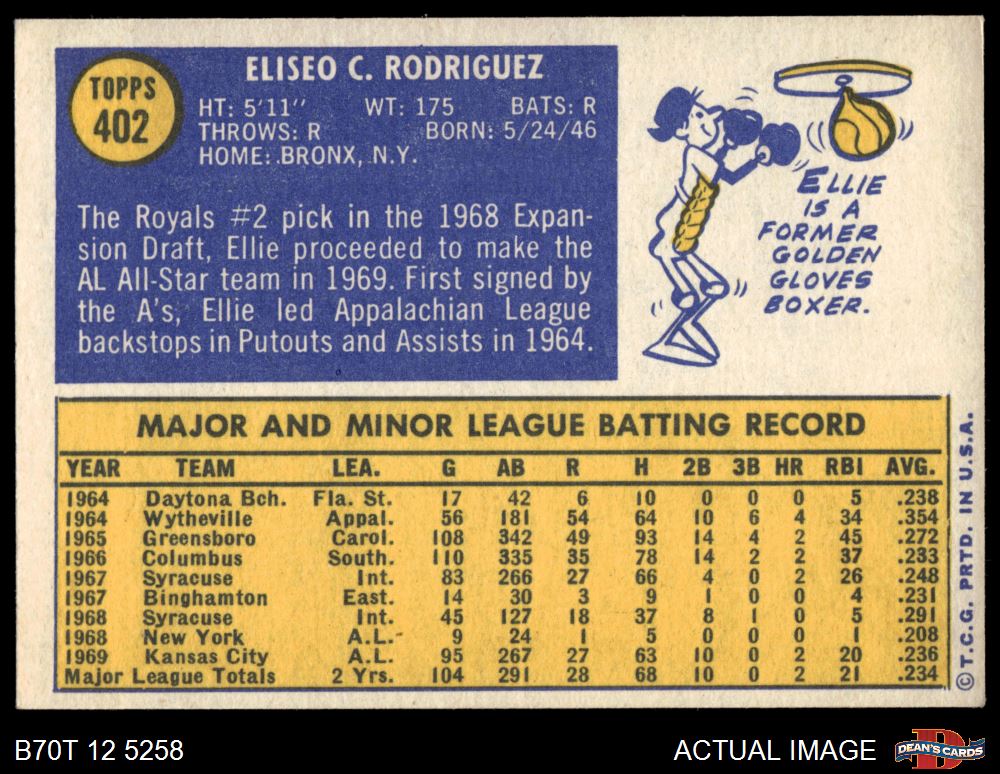 TOPPS
402
ELISEO C. RODRIGUEZ
HT: 5'11" WT: 175 BATS: R
THROWS: R BORN: 5/24/46
HOME: BRONX, N.Y.
The Royals #2 pick in the 1968 Expan-
sion Draft, Ellie proceeded to make the
AL All-Star team in 1969. First signed by
the A's, Ellie led Appalachian League
backstops in Putouts and Assists in 1964.
ELLIE
IS A
FORMER
GOLDEN
GLOVES
BOXER.
MAJOR AND MINOR LEAGUE BATTING RECORD
YEAR TEAM LEA. G AB R H 2B 3B HR RBI AVG.
1964 Daytona Bch. Fla. St. 17 42 6 10 0 0 0 5 .238
1964 Wytheville Appal. 56 181 54 64 10 6 4 34 .354
1965 Greensboro Carol. 108 342 49 93 14 4 2 45 .272
1966 Columbus South. 110 335 35 78 14 2 2 37 .233
1967 Syracuse Int. 83 266 27 66 4 0 2 26 .248
1967 Binghamton East. 14 30 3 9 1 0 0 4 .231
1968 Syracuse Int. 45 127 18 37 8 1 0 5 .291
1968 New York A.L. 9 24 1 5 0 0 0 1 .208
1969 Kansas City A.L. 95 267 27 63 10 0 2 20 .236
Major League Totals 2 Yrs. 104 291 28 68 10 0 2 21 .234
© T.C.G. PRTD. IN U.S.A.
B70T 12 5258
ACTUAL IMAGE
DEAN'S CARDS